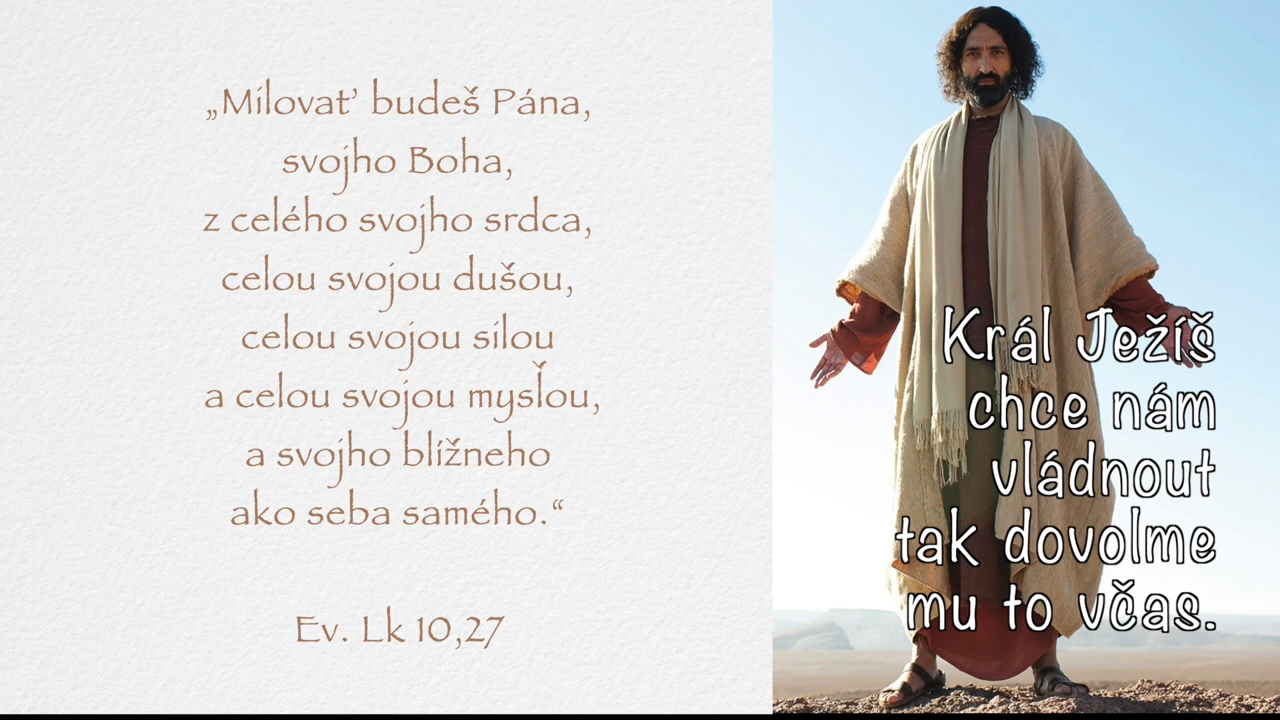 „Milovať budeš Pána,
svojho Boha,
z celého svojho srdca,
celou svojou dušou,
celou svojou silou
a celou svojou mysľou,
a svojho blížneho
ako seba samého.“
Ev. Lk 10,27
Král Ježíš
chce nám
vládnout
tak dovolme
mu to včas.